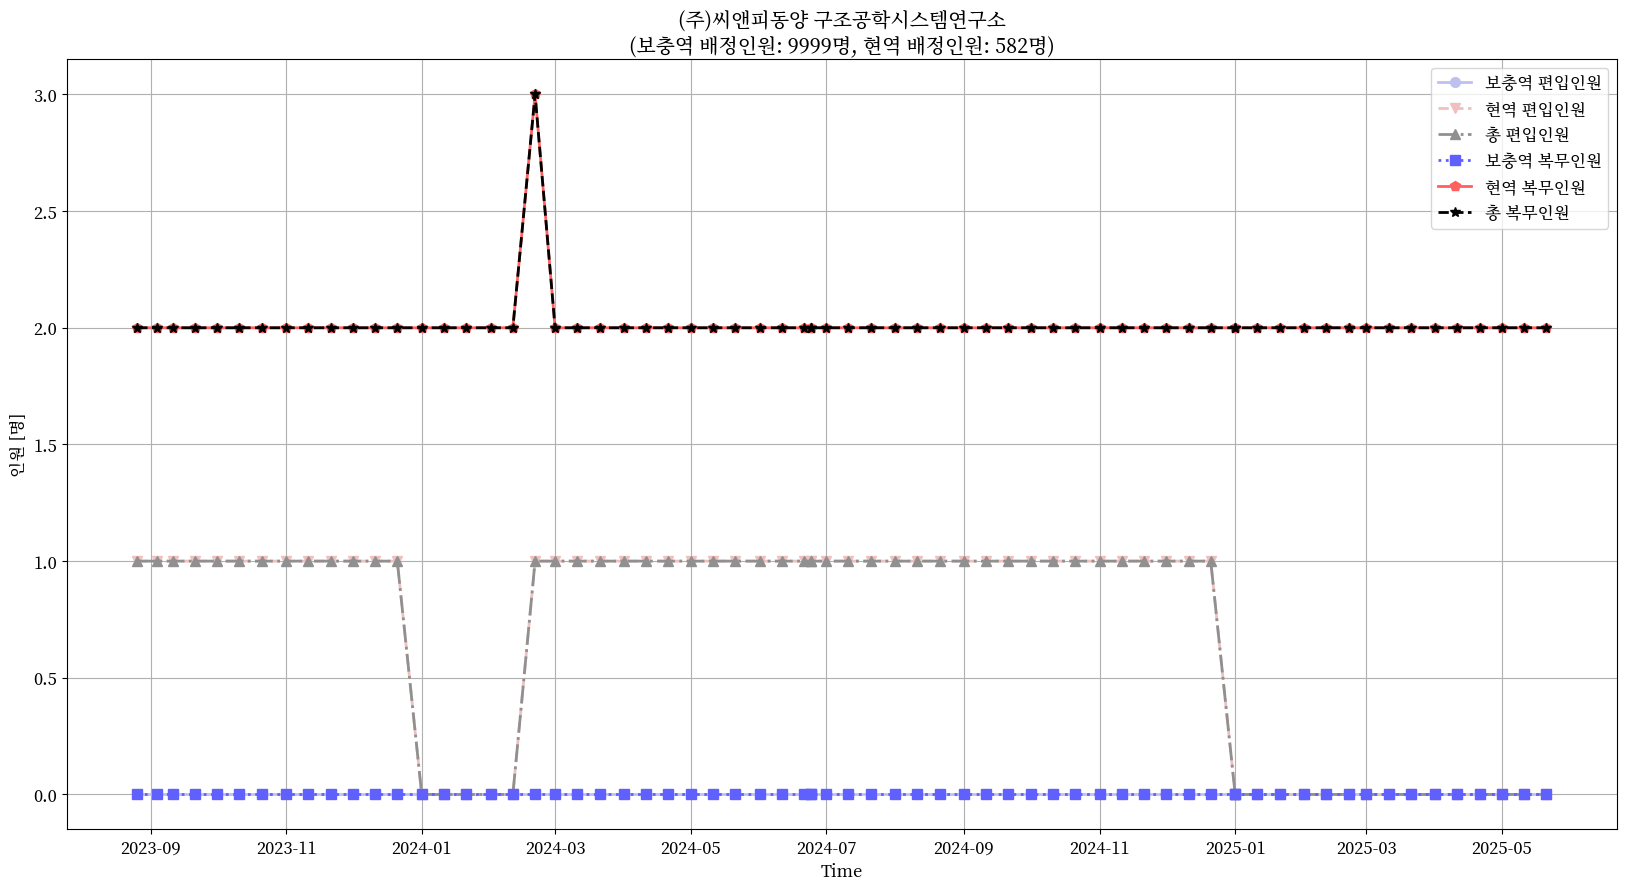 (주)씨앤피동양 구조공학시스템연구소
(보충역 배정인원: 9999명, 현역 배정인원: 582명)
보충역 편입인원
현역 편입인원
총 편입인원
보충역 복무인원
현역 복무인원
총 복무인원
인원 [명]
3.0
2.5
2.0
1.5
1.0
0.5
0.0
2023-09 2023-11 2024-01 2024-03 2024-05 2024-07 2024-09 2024-11 2025-01 2025-03 2025-05
Time